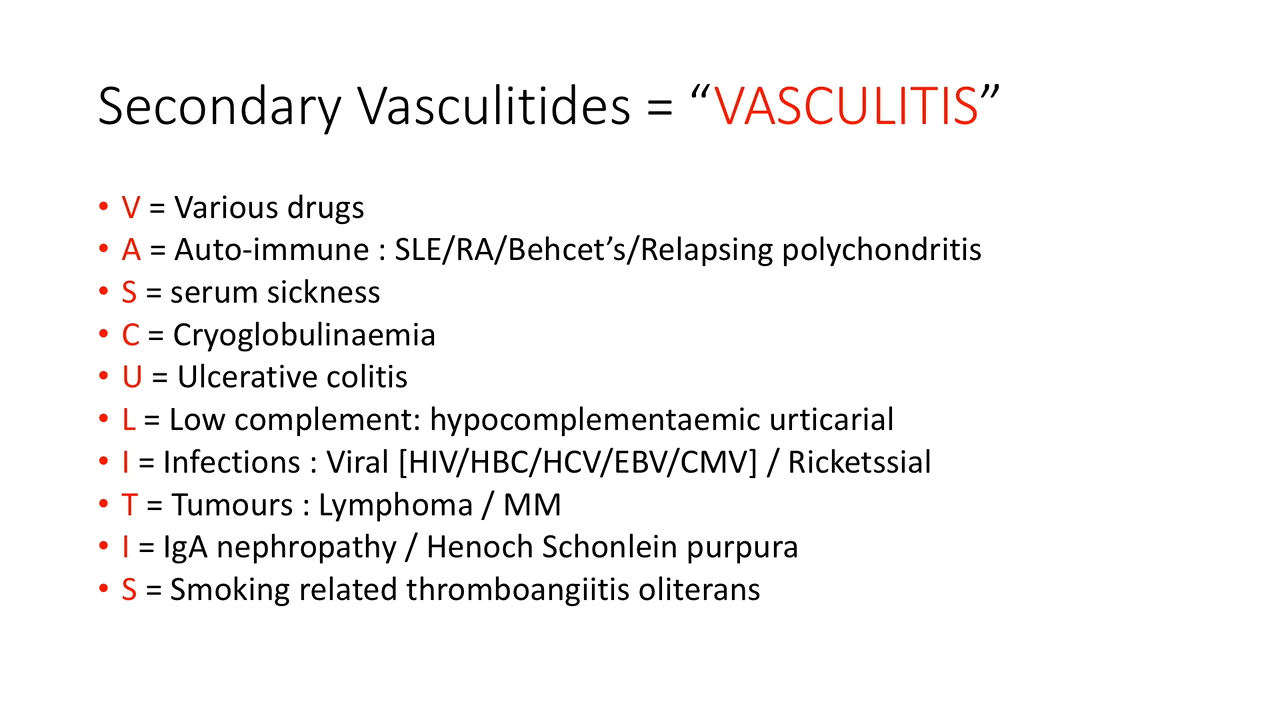 Secondary Vasculitides = “VASCULITIS”
• V = Various drugs
• A = Auto-immune : SLE/RA/Behcet’s/Relapsing polychondritis
• S = serum sickness
• C = Cryoglobulinaemia
• U = Ulcerative colitis
• L = Low complement: hypocomplementaemic urticarial
• I = Infections : Viral [HIV/HBC/HCV/EBV/CMV] / Ricketssial
• T = Tumours : Lymphoma / MM
• I = IgA nephropathy / Henoch Schonlein purpura
• S = Smoking related thromboangiitis oliterans